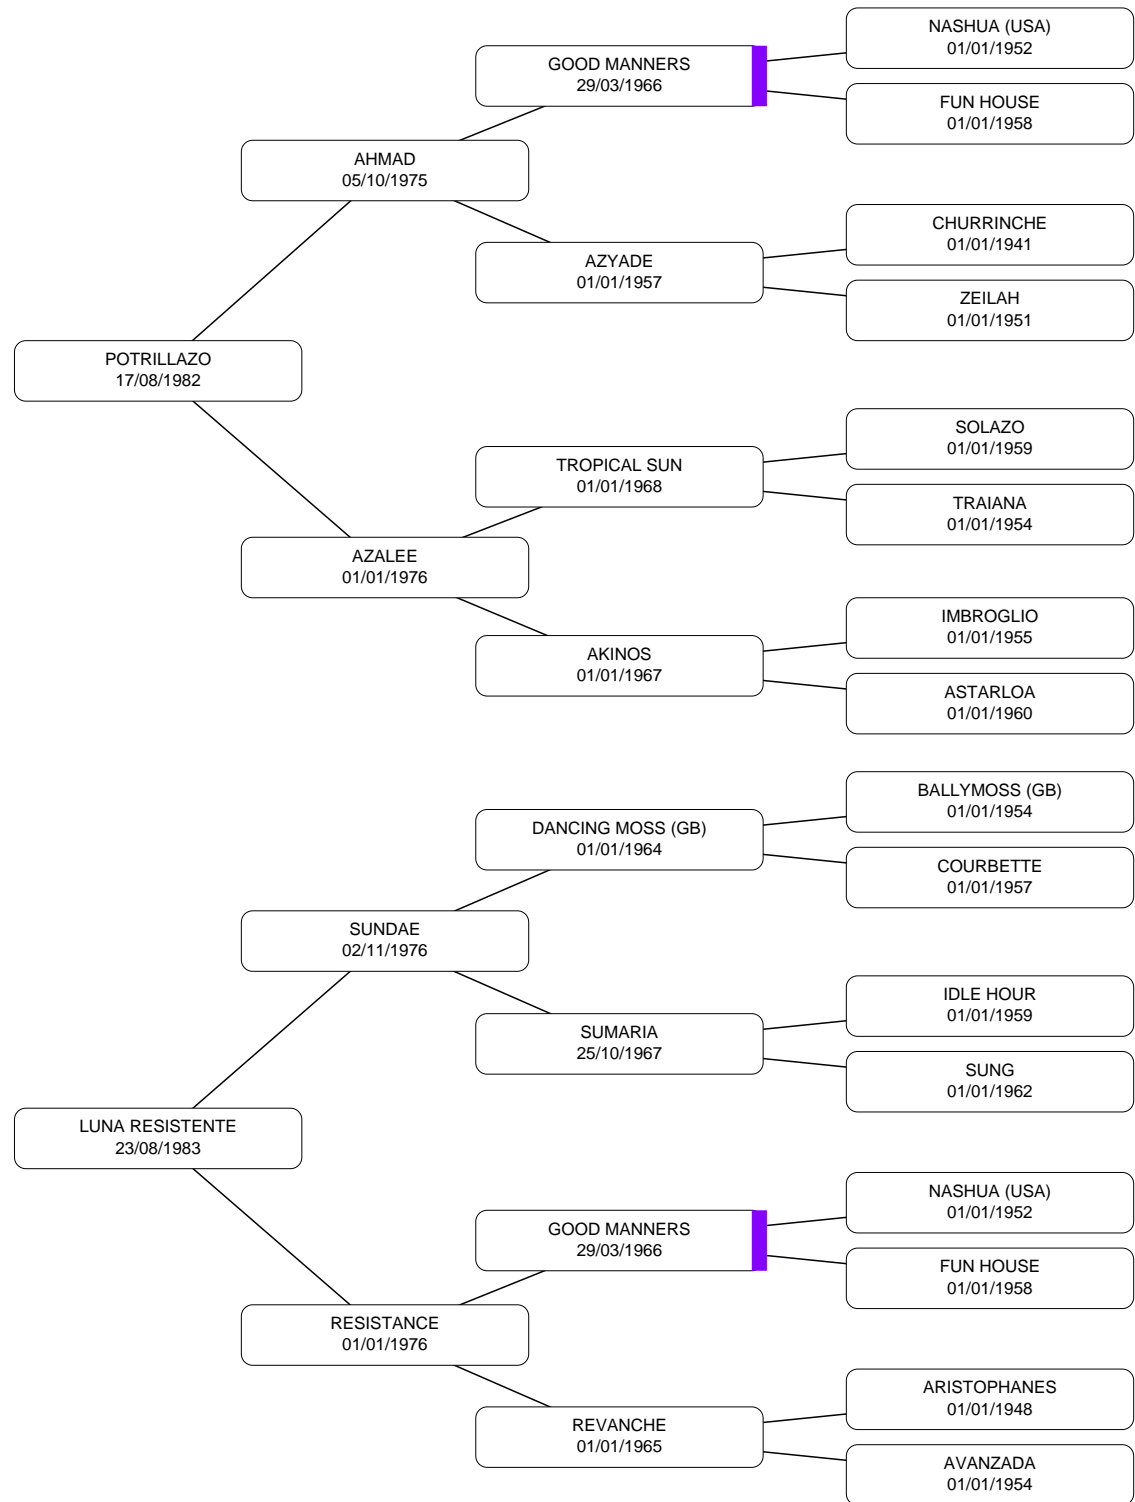 NASHUA (USA)
01/01/1952
GOOD MANNERS
29/03/1966
FUN HOUSE
01/01/1958
AHMAD
05/10/1975
CHURRINCHE
01/01/1941
AZYADE
01/01/1957
ZEILAH
01/01/1951
POTRILLAZO
17/08/1982
SOLAZO
01/01/1959
TROPICAL SUN
01/01/1968
TRAIANA
01/01/1954
AZALEE
01/01/1976
IMBROGLIO
01/01/1955
AKINOS
01/01/1967
ASTARLOA
01/01/1960
BALLYMOSS (GB)
01/01/1954
DANCING MOSS (GB)
01/01/1964
COURBETTE
01/01/1957
SUNDAE
02/11/1976
IDLE HOUR
01/01/1959
SUMARIA
25/10/1967
SUNG
01/01/1962
LUNA RESISTENTE
23/08/1983
NASHUA (USA)
01/01/1952
GOOD MANNERS
29/03/1966
FUN HOUSE
01/01/1958
RESISTANCE
01/01/1976
ARISTOPHANES
01/01/1948
REVANCHE
01/01/1965
AVANZADA
01/01/1954